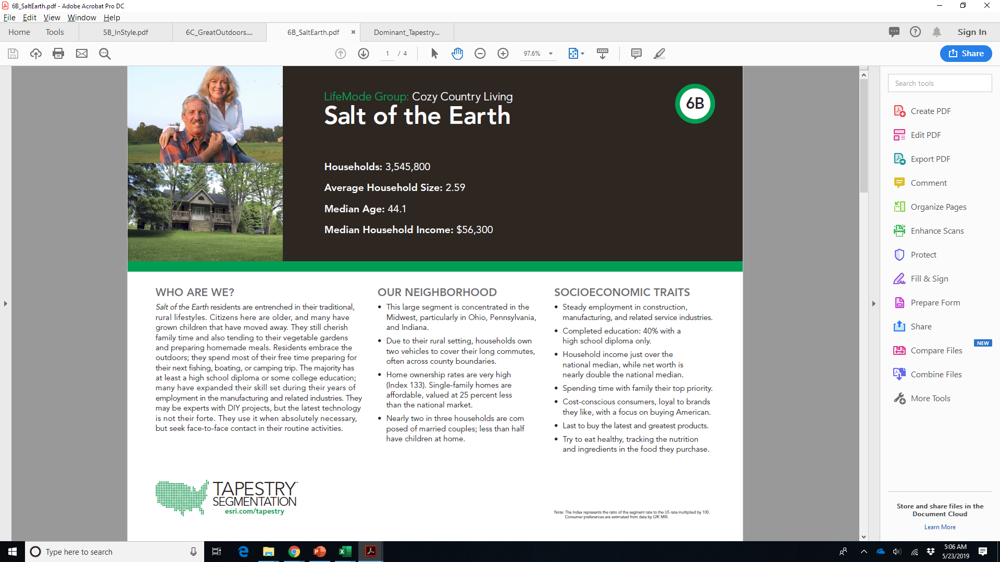 6B_SaltEarth.pdf - Adobe Acrobat Pro DC
File Edit View Window Help
Home Tools 5B_InStyle.pdf 6C_GreatOutdoors.... 6B_SaltEarth.pdf × Dominant_Tapestry... Sign In
1 / 4 97.6% Share
LifeMode Group: Cozy Country Living
Salt of the Earth
6B
Households: 3,545,800
Average Household Size: 2.59
Median Age: 44.1
Median Household Income: $56,300
WHO ARE WE?
Salt of the Earth residents are entrenched in their traditional,
rural lifestyles. Citizens here are older, and many have
grown children that have moved away. They still cherish
family time and also tending to their vegetable gardens
and preparing homemade meals. Residents embrace the
outdoors; they spend most of their free time preparing for
their next fishing, boating, or camping trip. The majority has
at least a high school diploma or some college education;
many have expanded their skill set during their years of
employment in the manufacturing and related industries. They
may be experts with DIY projects, but the latest technology
is not their forte. They use it when absolutely necessary,
but seek face-to-face contact in their routine activities.
OUR NEIGHBORHOOD
• This large segment is concentrated in the
Midwest, particularly in Ohio, Pennsylvania,
and Indiana.
• Due to their rural setting, households own
two vehicles to cover their long commutes,
often across county boundaries.
• Home ownership rates are very high
(Index 133). Single-family homes are
affordable, valued at 25 percent less
than the national market.
• Nearly two in three households are com
posed of married couples; less than half
have children at home.
SOCIOECONOMIC TRAITS
• Steady employment in construction,
manufacturing, and related service industries.
• Completed education: 40% with a
high school diploma only.
• Household income just over the
national median, while net worth is
nearly double the national median.
• Spending time with family their top priority.
• Cost-conscious consumers, loyal to brands
they like, with a focus on buying American.
• Last to buy the latest and greatest products.
• Try to eat healthy, tracking the nutrition
and ingredients in the food they purchase.
TAPESTRY™
SEGMENTATION
esri.com/tapestry
Note: The Index represents the ratio of the segment rate to the US rate multiplied by 100.
Consumer preferences are estimated from data by GfK MRI.
Search tools
Create PDF
Edit PDF
Export PDF
Comment
Organize Pages
Enhance Scans
Protect
Fill & Sign
Prepare Form
Share
NEW
Compare Files
Combine Files
More Tools
Store and share files in the
Document Cloud
Learn More
Type here to search
5:06 AM
5/23/2019